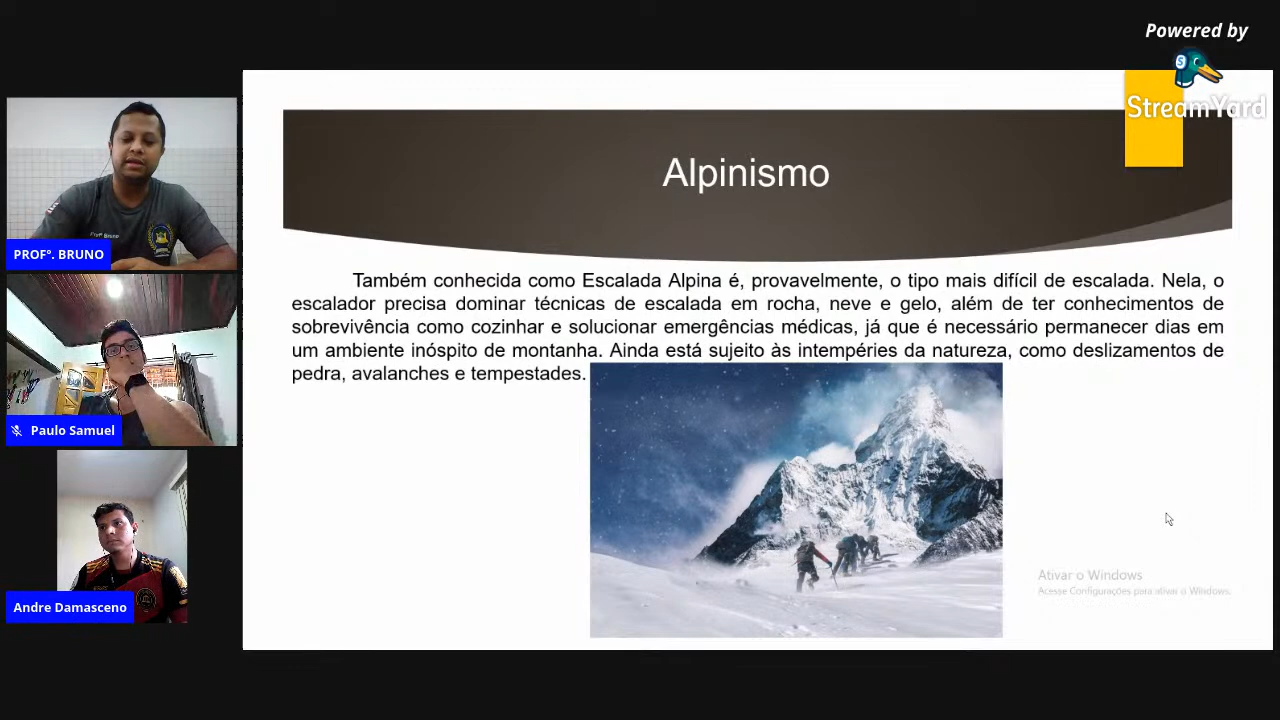 Powered by
StreamYard
Alpinismo
Também conhecida como Escalada Alpina é, provavelmente, o tipo mais difícil de escalada. Nela, o
escalador precisa dominar técnicas de escalada em rocha, neve e gelo, além de ter conhecimentos de
sobrevivência como cozinhar e solucionar emergências médicas, já que é necessário permanecer dias em
um ambiente inóspito de montanha. Ainda está sujeito às intempéries da natureza, como deslizamentos de
pedra, avalanches e tempestades.
Profº Bruno
PROFº. BRUNO
Paulo Samuel
Andre Damasceno
Ativar o Windows
Acesse Configurações para ativar o Windows.